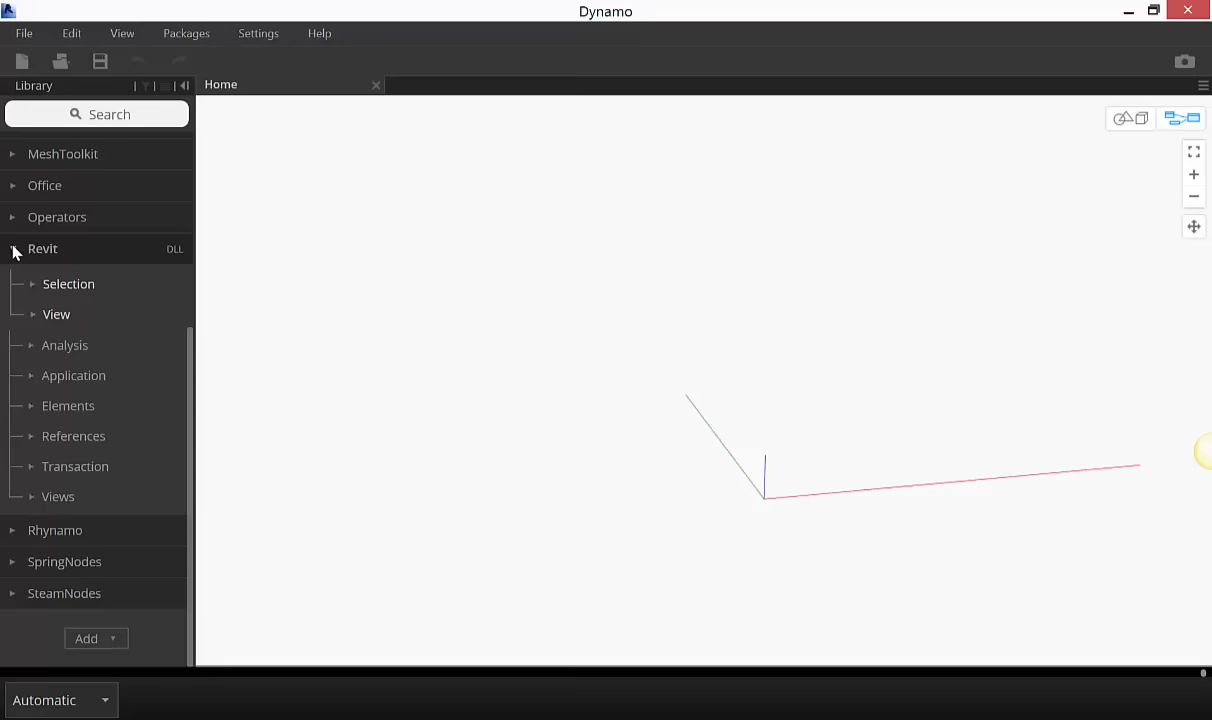 Dynamo
File Edit View Packages Settings Help
Library
Home
Search
MeshToolkit
Office
Operators
Revit DLL
Selection
View
Analysis
Application
Elements
References
Transaction
Views
Rhynamo
SpringNodes
SteamNodes
Add
Automatic